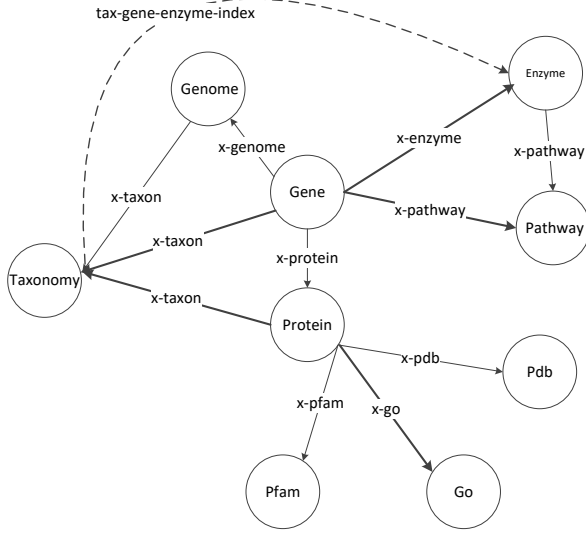 tax-gene-enzyme-index
Enzyme
Genome
x-genome
x-enzyme
x-pathway
Gene
x-taxon
x-pathway
Pathway
x-taxon
x-protein
Taxonomy
x-taxon
Protein
x-pdb
Pdb
x-pfam
x-go
Pfam
Go